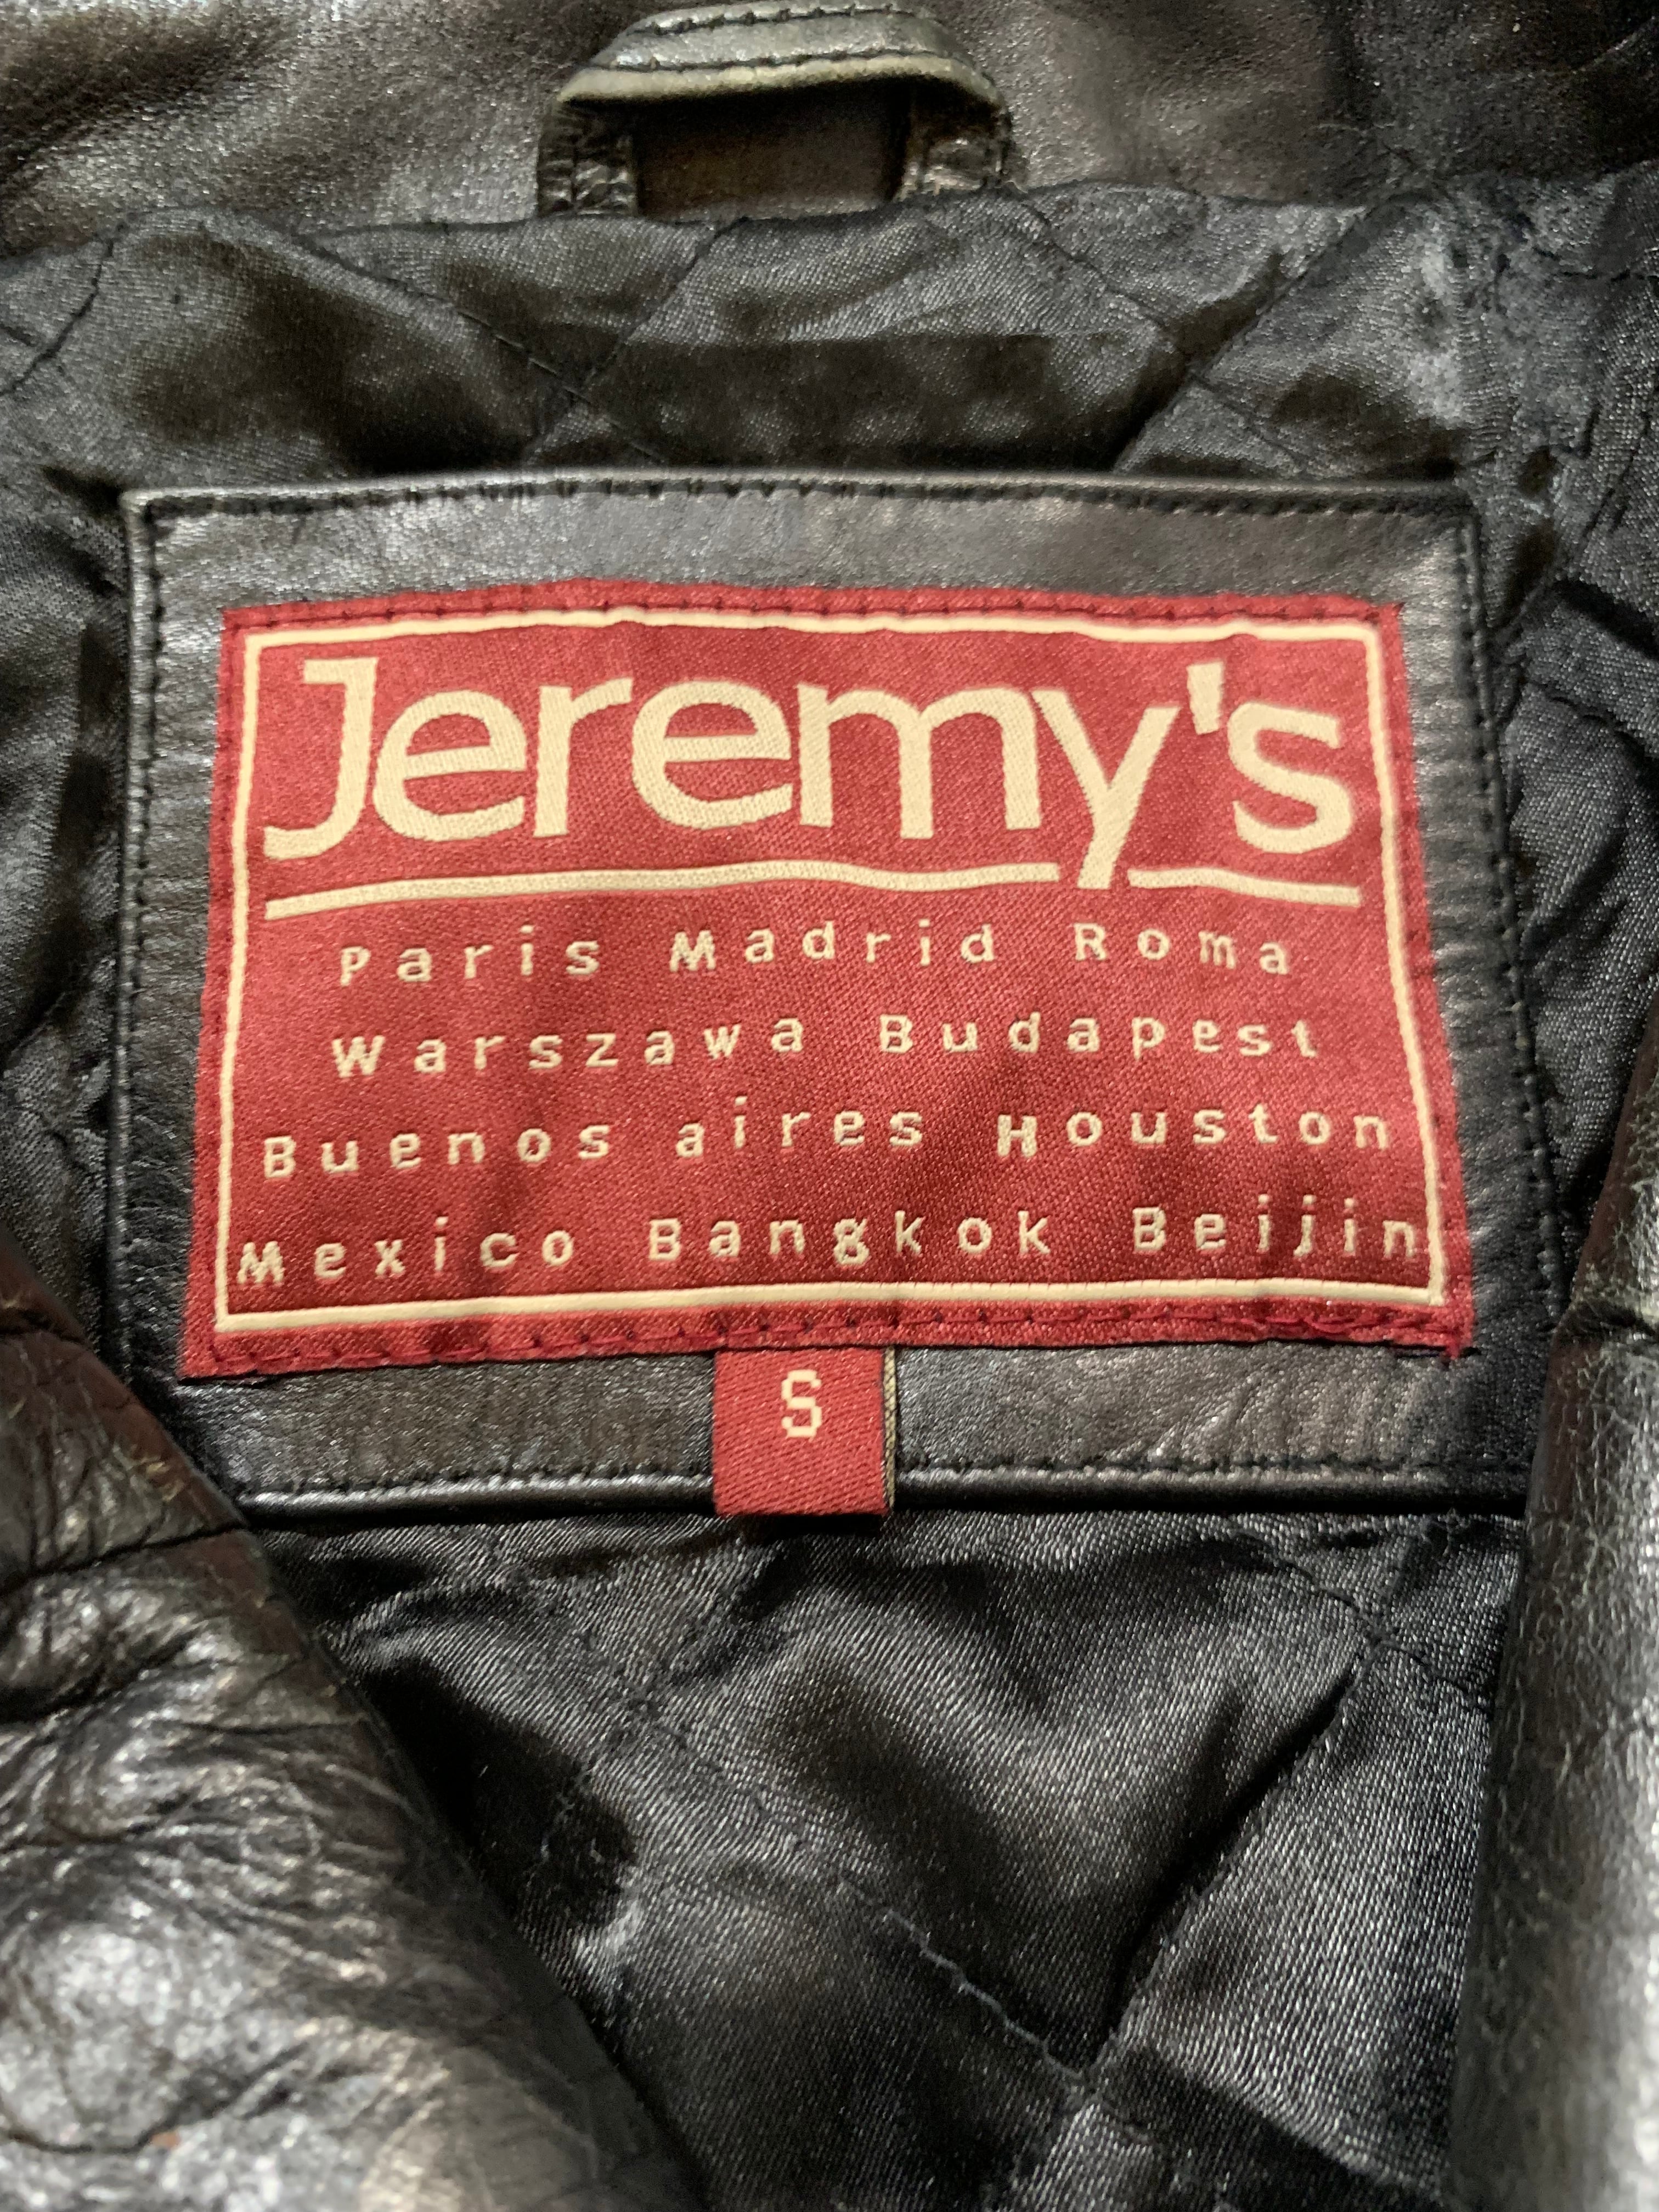 Jeremy's
Paris Madrid Roma
Warszawa Budapest
Buenos aires Houston
Mexico Bangkok Beijin
S